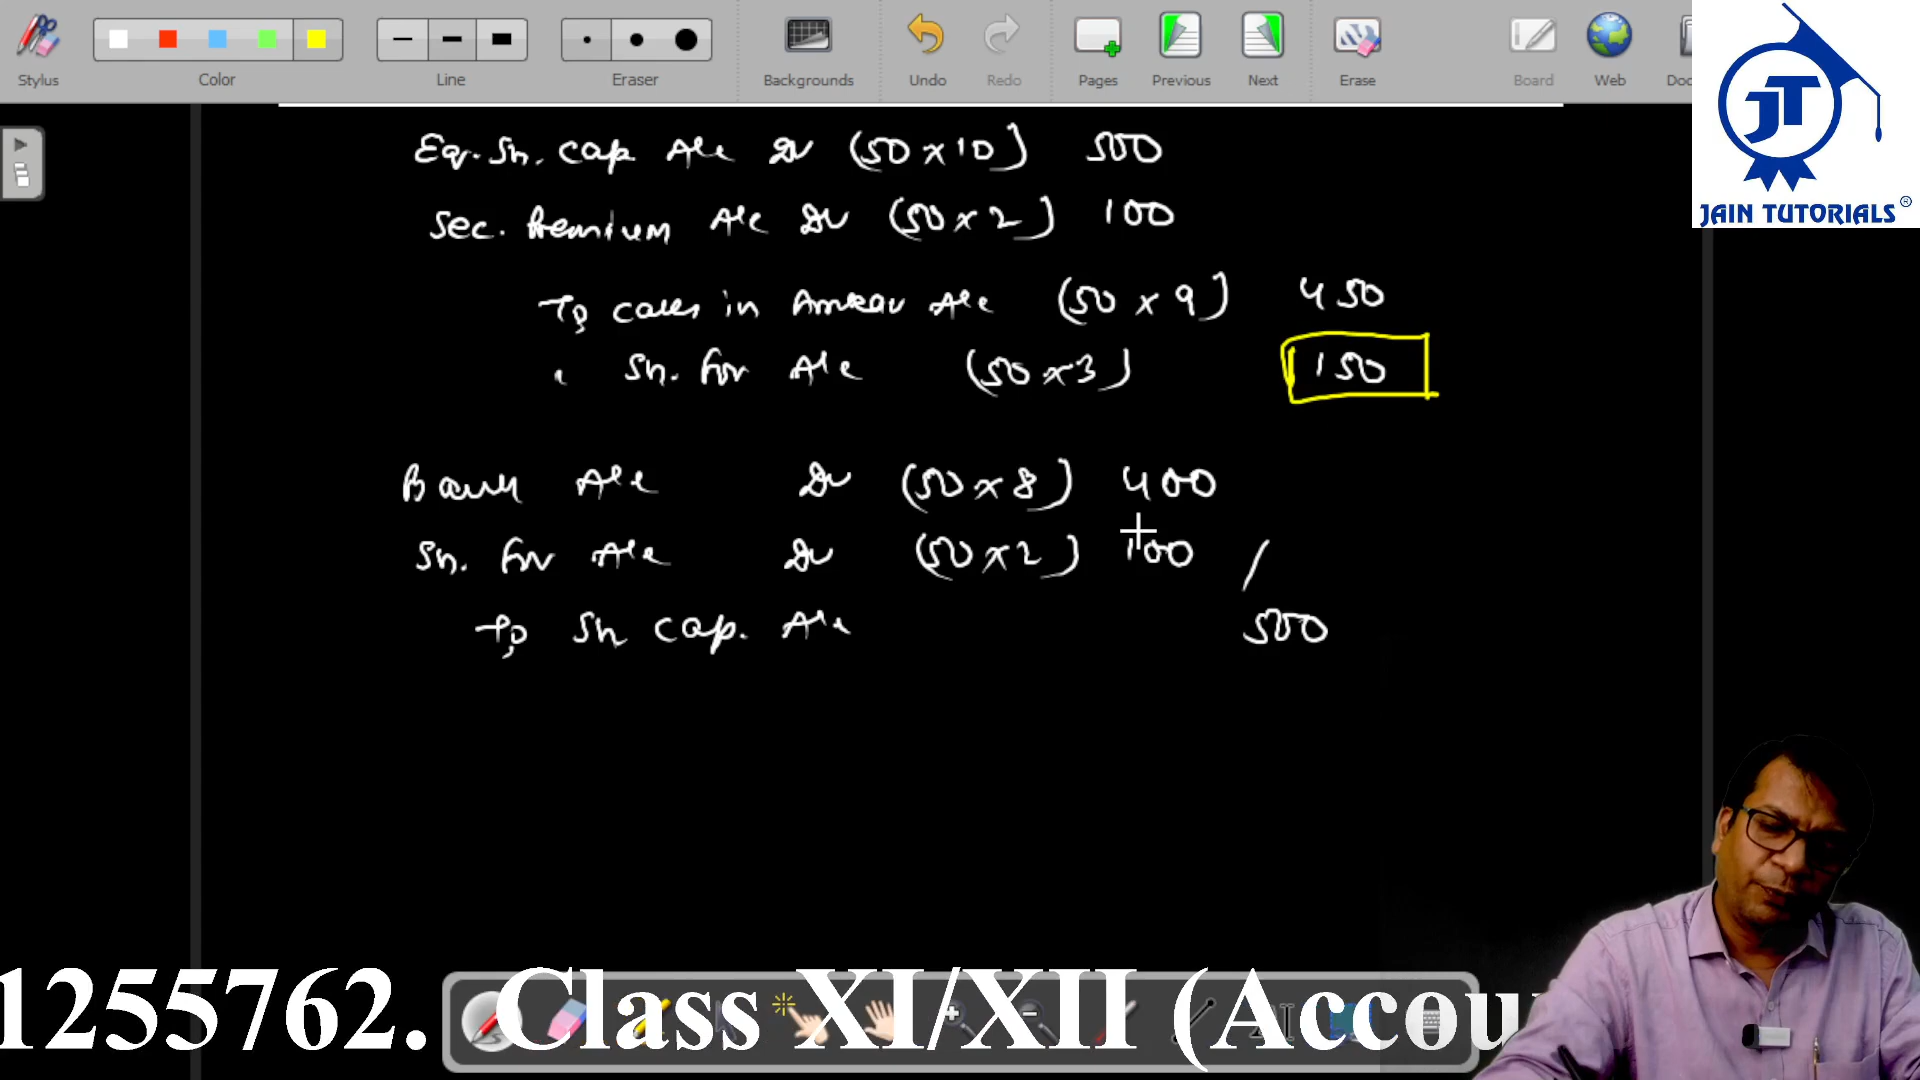 Stylus Color Line Eraser Backgrounds Undo Redo Pages Previous Next Erase Board Web Doc
JT
JAIN TUTORIALS®
Eq. Sh. Cap A/c Dr (50 x 10) 500
Sec. Premium A/c Dr (50 x 2) 100
To Calls in Arrear A/c (50 x 9) 450
" Sh. For A/c (50 x 3) 150
Bank A/c Dr (50 x 8) 400
Sh. For A/c Dr (50 x 2) 100 /
To Sh Cap. A/c 500
1255762. Class XI/XII (Accou